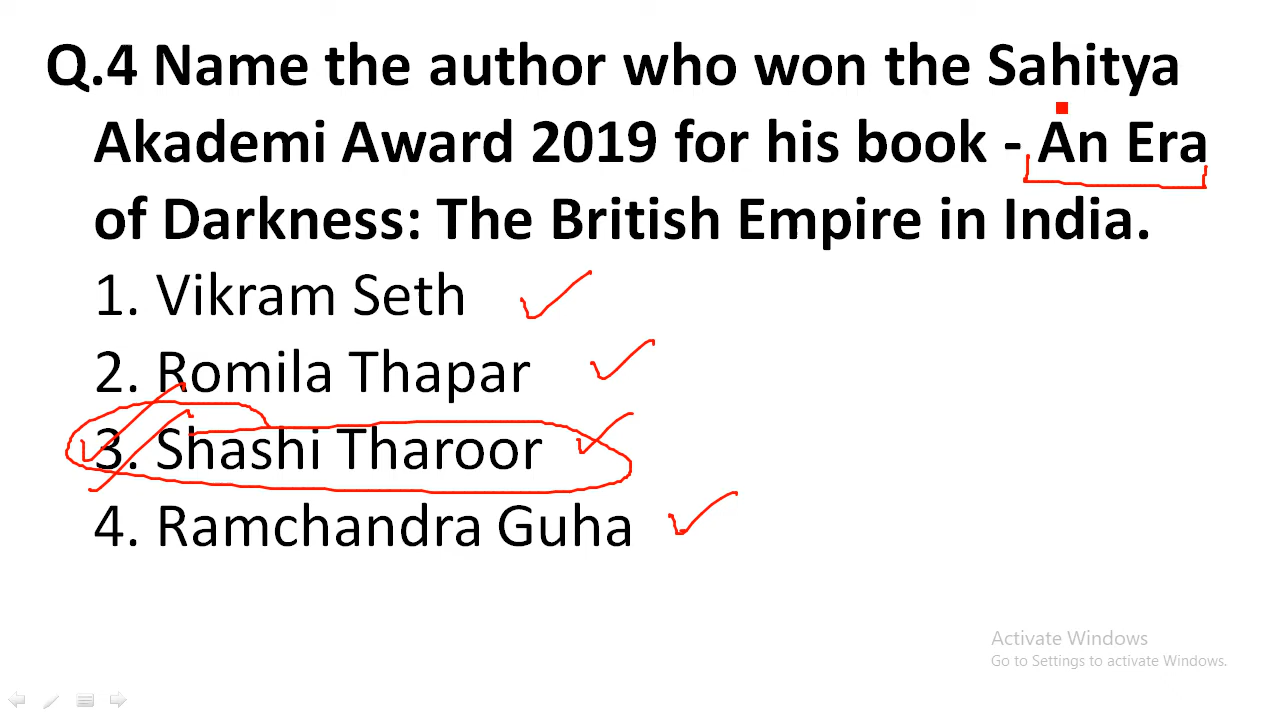 Q.4 Name the author who won the Sahitya
Akademi Award 2019 for his book - An Era
of Darkness: The British Empire in India.
1. Vikram Seth
2. Romila Thapar
3. Shashi Tharoor
4. Ramchandra Guha
Activate Windows
Go to Settings to activate Windows.